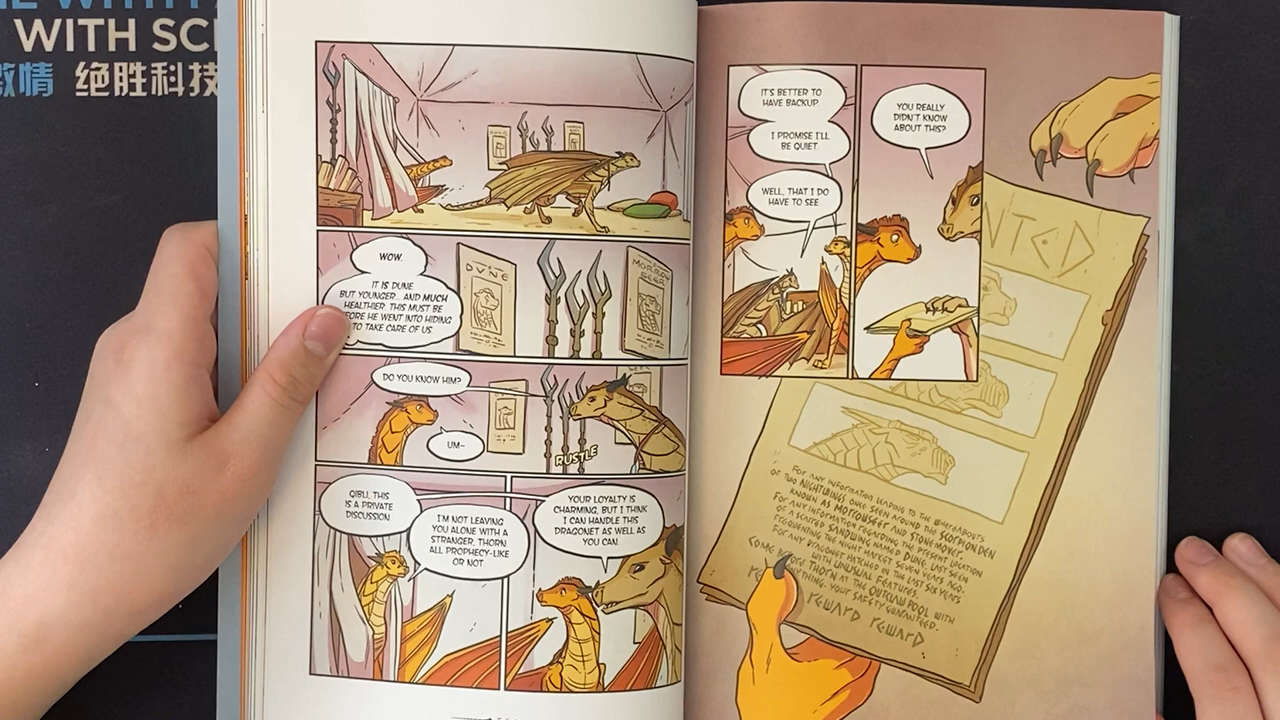 WITH SCI
激情 绝胜科技
DUNE
MORROW
SEER
WOW.
IT IS DUNE
BUT YOUNGER... AND MUCH
HEALTHIER. THIS MUST BE
BEFORE HE WENT INTO HIDING
TO TAKE CARE OF US.
DO YOU KNOW HIM?
UM–
RUSTLE
QIBLI, THIS
IS A PRIVATE
DISCUSSION.
I'M NOT LEAVING
YOU ALONE WITH A
STRANGER, THORN.
ALL PROPHECY-LIKE
OR NOT.
YOUR LOYALTY IS
CHARMING, BUT I THINK
I CAN HANDLE THIS
DRAGONET AS WELL AS
YOU CAN.
IT'S BETTER TO
HAVE BACKUP.
I PROMISE I'LL
BE QUIET.
WELL, THAT I DO
HAVE TO SEE.
YOU REALLY
DIDN'T KNOW
ABOUT THIS?
NTED
FOR ANY INFORMATION LEADING TO THE WHEREABOUTS
OF TWO NIGHTWINGS ONCE SEEN AROUND THE SCORPION DEN
KNOWN AS MORROWSEER AND STONEMOVER.
FOR ANY INFORMATION REGARDING THE PRESENT LOCATION
OF A SCARRED SANDWING NAMED DUNE, LAST SEEN
FREQUENTING THE NIGHT MARKET SEVEN YEARS AGO.
FOR ANY DRAGONET HATCHED IN THE LAST SIX YEARS
WITH UNUSUAL FEATURES.
COME BEFORE THORN AT THE OUTCLAW POOL WITH
YOUR SAFETY GUARANTEED.
REWARD REWARD